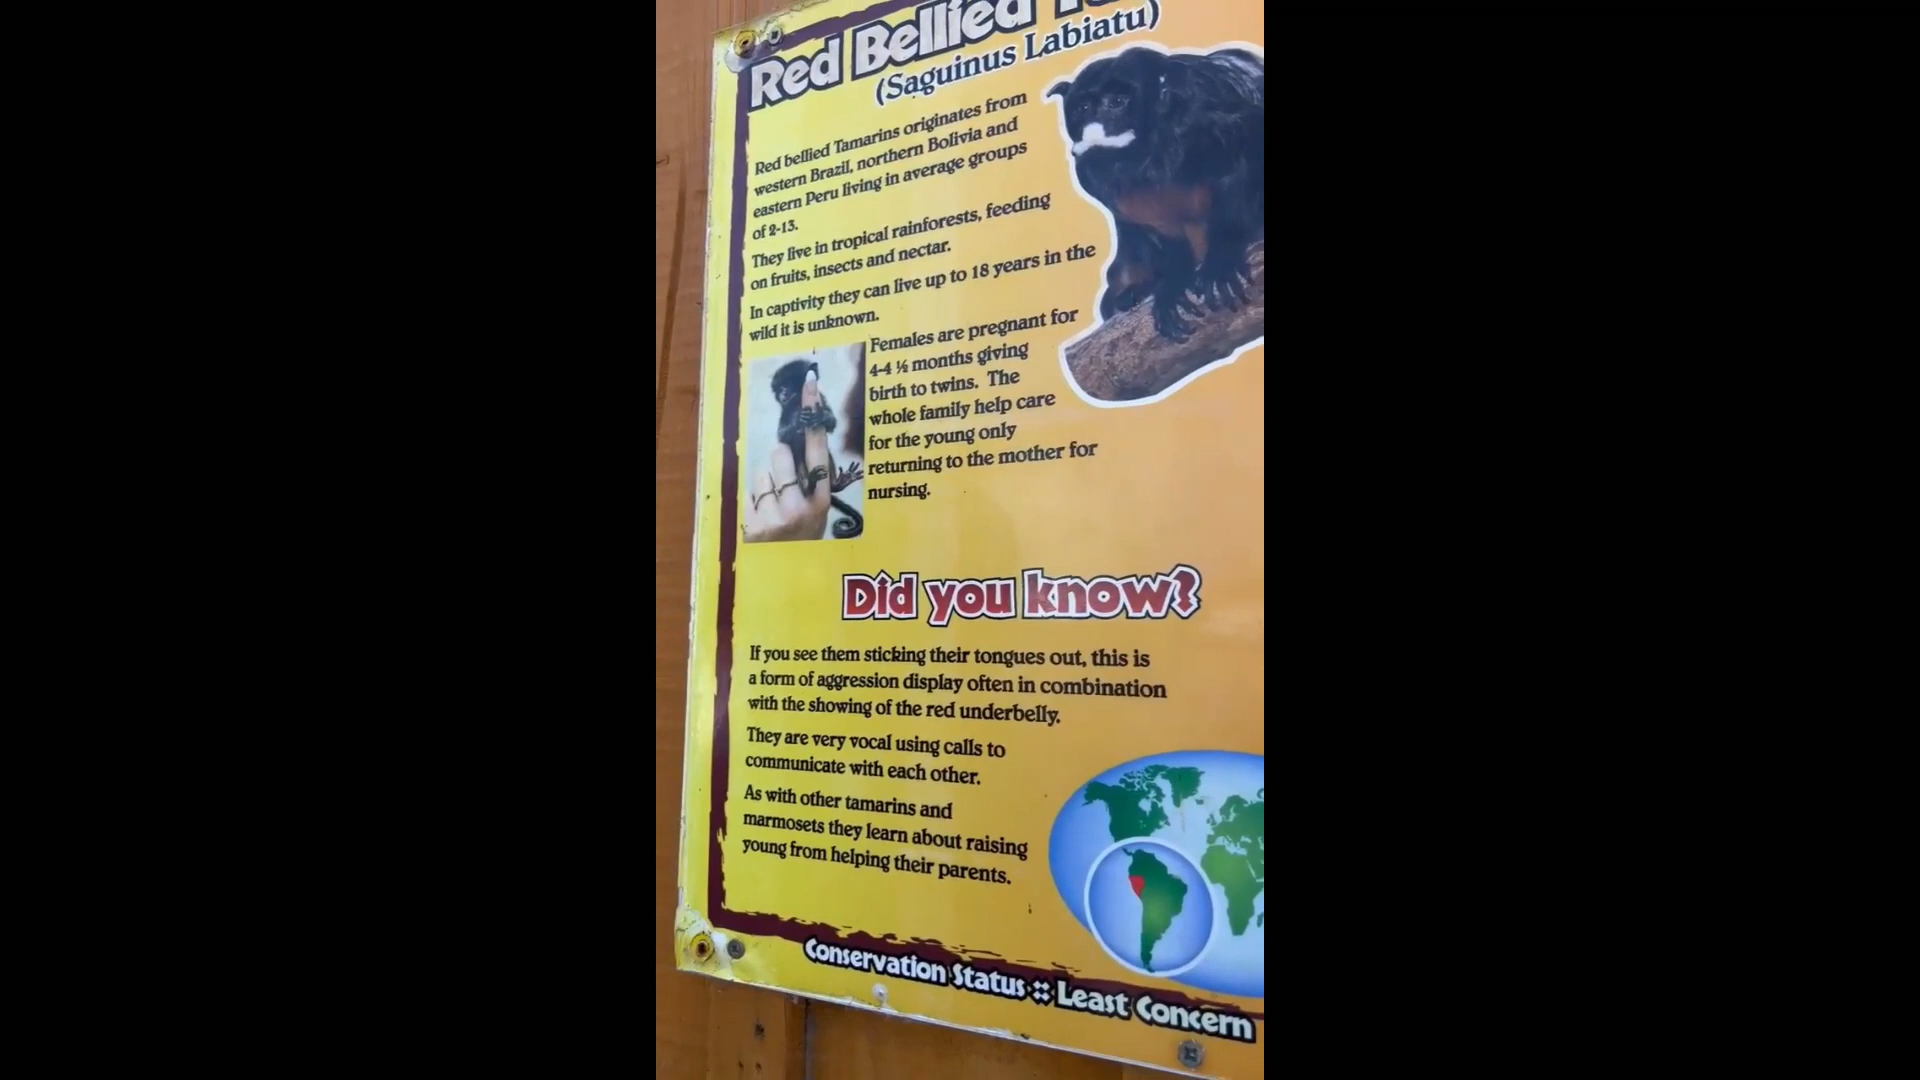 Red Bellied
(Saguinus Labiatu)
Red bellied Tamarins originates from
western Brazil, northern Bolivia and
eastern Peru living in average groups
of 2-13.
They live in tropical rainforests, feeding
on fruits, insects and nectar.
In captivity they can live up to 18 years in the
wild it is unknown.
Females are pregnant for
4-4 ½ months giving
birth to twins. The
whole family help care
for the young only
returning to the mother for
nursing.
Did you know?
If you see them sticking their tongues out, this is
a form of aggression display often in combination
with the showing of the red underbelly.
They are very vocal using calls to
communicate with each other.
As with other tamarins and
marmosets they learn about raising
young from helping their parents.
Conservation Status :: Least Concern